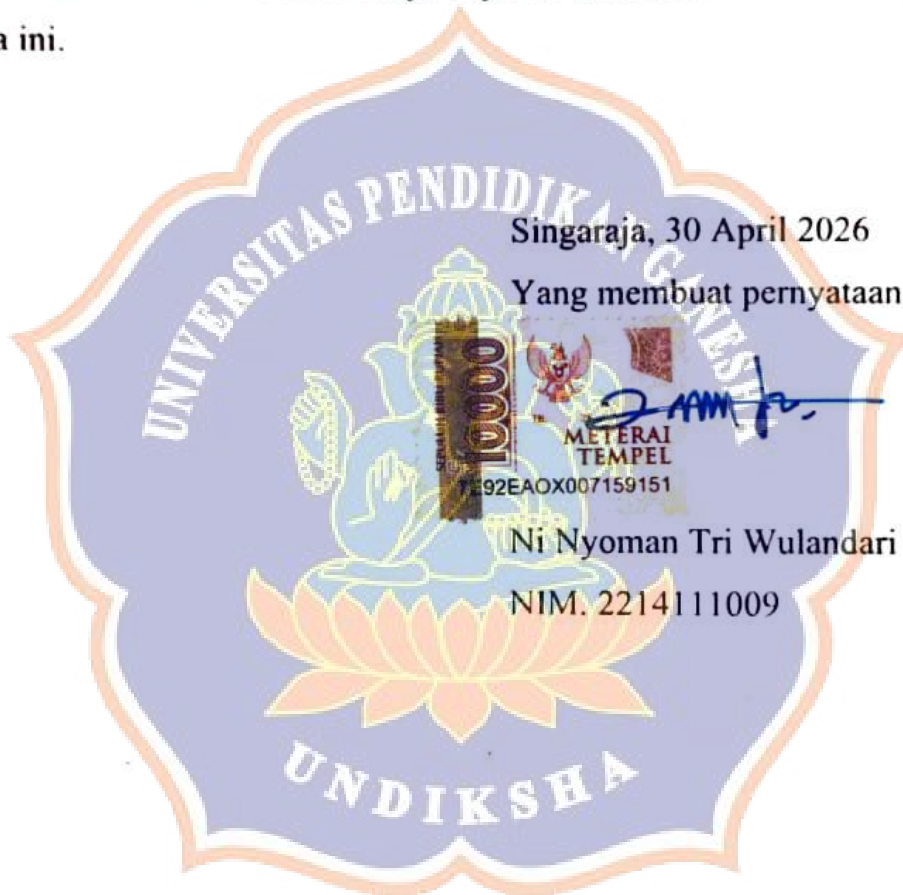 a ini.
UNIVERSITAS PENDIDIKAN GANESHA
Singaraja, 30 April 2026
Yang membuat pernyataan
10000
METERAI
TEMPEL
92EAOX007159151
Ni Nyoman Tri Wulandari
NIM. 2214111009
UNDIKSHA